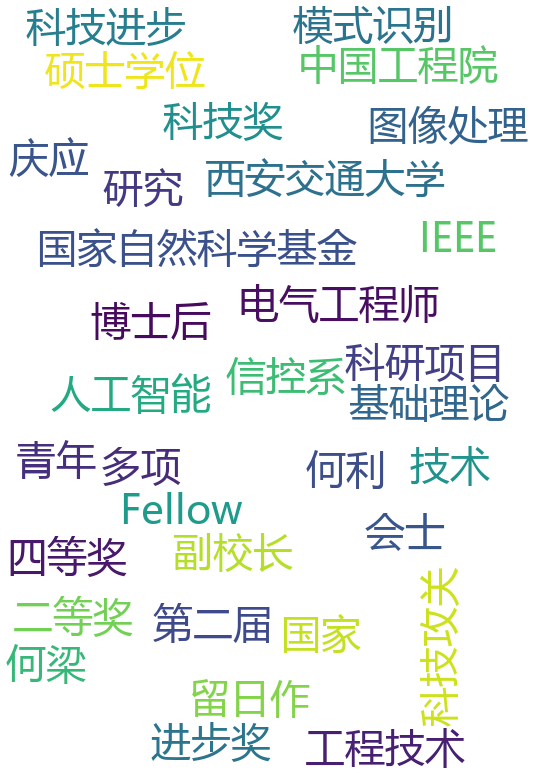 科技进步
模式识别
硕士学位
中国工程院
科技奖
图像处理
庆应
研究
西安交通大学
国家自然科学基金
IEEE
博士后
电气工程师
信控系
科研项目
人工智能
基础理论
青年
多项
何利
技术
Fellow
会士
四等奖
副校长
二等奖
第二届
国家
科技攻关
何梁
留日作
进步奖
工程技术